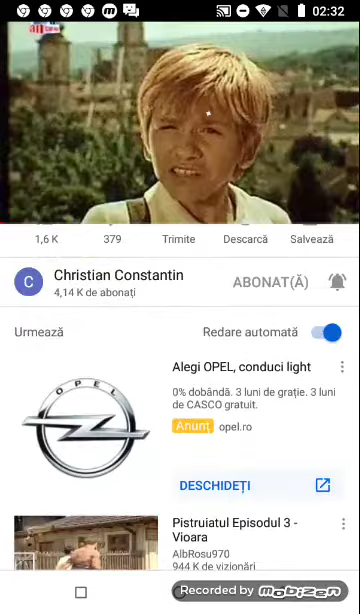 02:32
1,6 K
379
Trimite
Descarcă
Salvează
C
Christian Constantin
4,14 K de abonați
ABONAT(Ă)
Urmează
Redare automată
OPEL
Alegi OPEL, conduci light
0% dobândă. 3 luni de grație. 3 luni
de CASCO gratuit.
Anunț opel.ro
DESCHIDEȚI
Pistruiatul Episodul 3 -
Vioara
AlbRosu970
944 K de vizionări
Recorded by mobizen